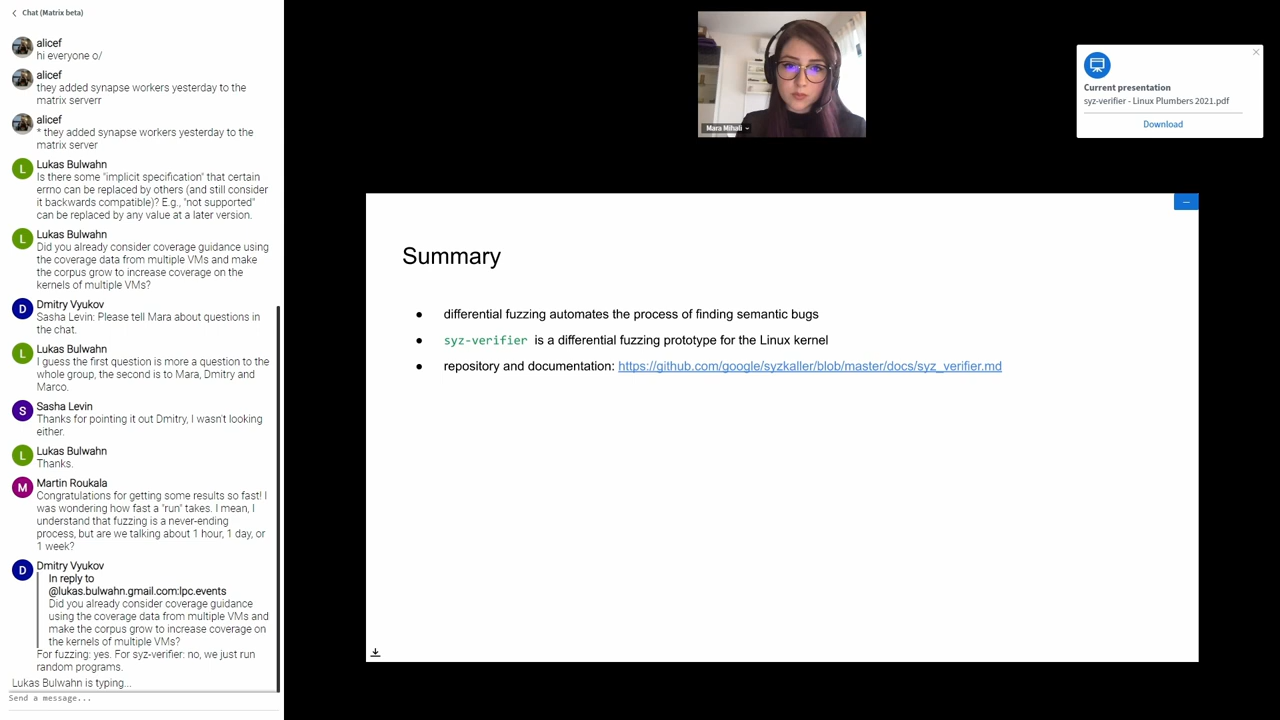 Chat (Matrix beta)
alicef
hi everyone o/
alicef
they added synapse workers yesterday to the
matrix serverr
alicef
* they added synapse workers yesterday to the
matrix server
L
Lukas Bulwahn
Is there some "implicit specification" that certain
errno can be replaced by others (and still consider
it backwards compatible)? E.g., "not supported"
can be replaced by any value at a later version.
L
Lukas Bulwahn
Did you already consider coverage guidance using
the coverage data from multiple VMs and make
the corpus grow to increase coverage on the
kernels of multiple VMs?
D
Dmitry Vyukov
Sasha Levin: Please tell Mara about questions in
the chat.
L
Lukas Bulwahn
I guess the first question is more a question to the
whole group, the second is to Mara, Dmitry and
Marco.
S
Sasha Levin
Thanks for pointing it out Dmitry, I wasn't looking
either.
L
Lukas Bulwahn
Thanks.
M
Martin Roukala
Congratulations for getting some results so fast! I
was wondering how fast a "run" takes. I mean, I
understand that fuzzing is a never-ending
process, but are we talking about 1 hour, 1 day, or
1 week?
D
Dmitry Vyukov
In reply to
@lukas.bulwahn.gmail.com:lpc.events
Did you already consider coverage guidance
using the coverage data from multiple VMs and
make the corpus grow to increase coverage on
the kernels of multiple VMs?
For fuzzing: yes. For syz-verifier: no, we just run
random programs.
Lukas Bulwahn is typing...
Send a message...
Mara Mihali
Current presentation
syz-verifier - Linux Plumbers 2021.pdf
Download
Summary
● differential fuzzing automates the process of finding semantic bugs
● syz-verifier is a differential fuzzing prototype for the Linux kernel
● repository and documentation: https://github.com/google/syzkaller/blob/master/docs/syz_verifier.md